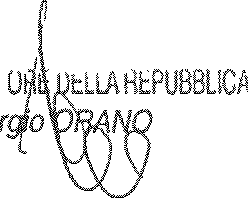 ORE DELLA REPUBBLICA
rgio ORANO